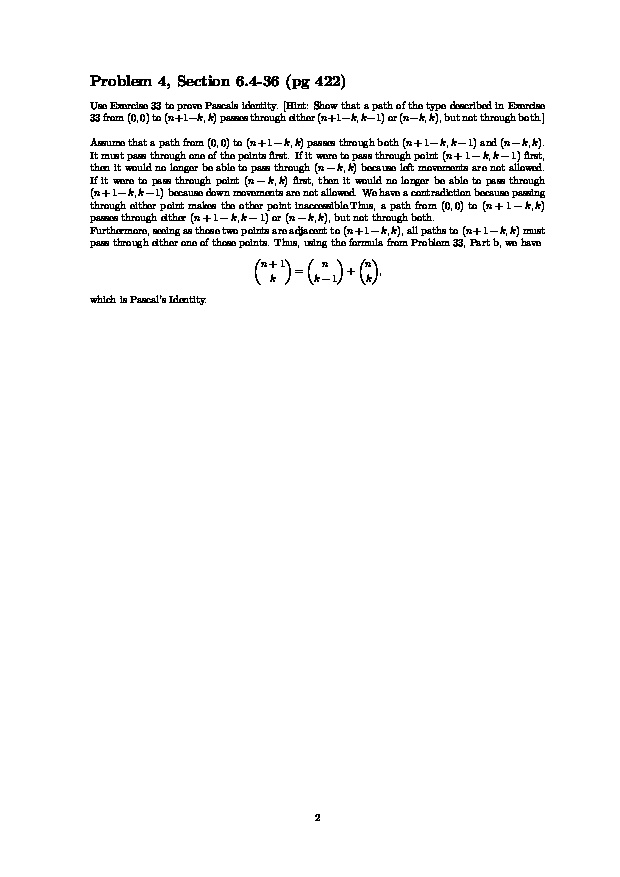 Problem 4, Section 6.4-36 (pg 422)
Use Exercise 33 to prove Pascals identity. [Hint: Show that a path of the type described in Exercise
33 from (0, 0) to (n+1−k, k) passes through either (n+1−k, k−1) or (n−k, k), but not through both.]
Assume that a path from (0, 0) to (n + 1 − k, k) passes through both (n + 1 − k, k − 1) and (n − k, k).
It must pass through one of the points first. If it were to pass through point (n + 1 − k, k − 1) first,
then it would no longer be able to pass through (n − k, k) because left movements are not allowed.
If it were to pass through point (n − k, k) first, then it would no longer be able to pass through
(n + 1 − k, k − 1) because down movements are not allowed. We have a contradiction because passing
through either point makes the other point inaccessible.Thus, a path from (0, 0) to (n + 1 − k, k)
passes through either (n + 1 − k, k − 1) or (n − k, k), but not through both.
Furthermore, seeing as those two points are adjacent to (n + 1 − k, k), all paths to (n + 1 − k, k) must
pass through either one of those points. Thus, using the formula from Problem 33, Part b, we have
(n + 1 k) = (n k − 1) + (n k),
which is Pascal's Identity.
2